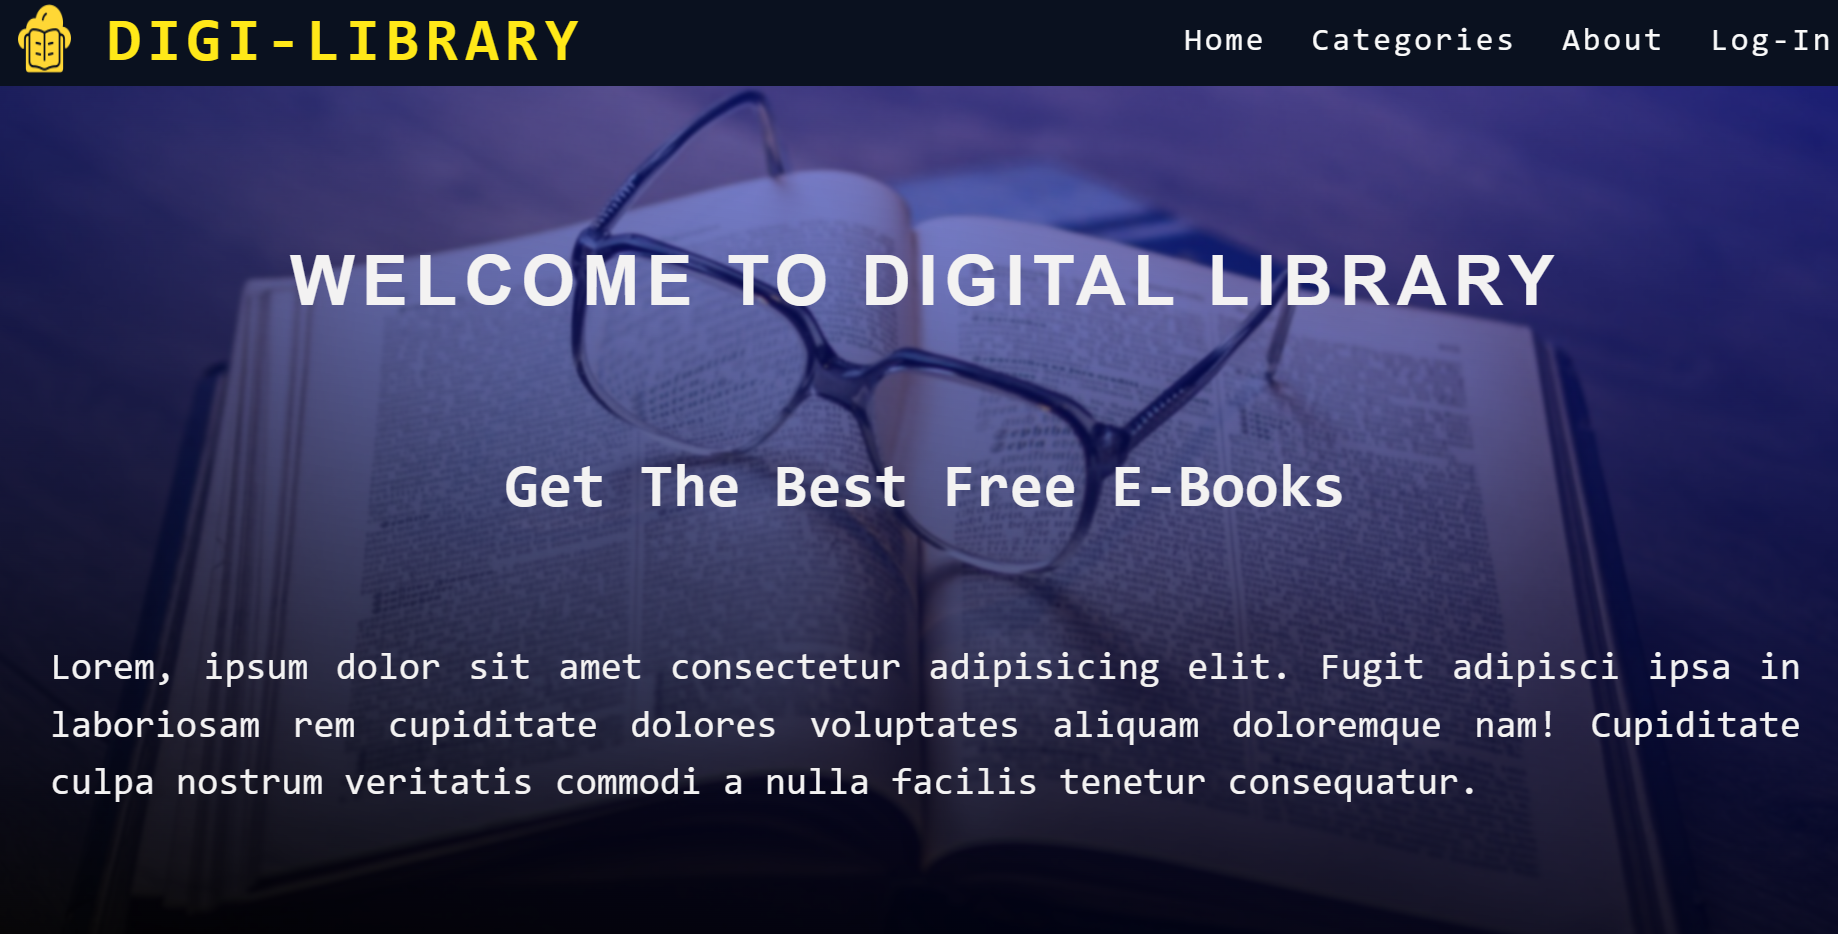 DIGI-LIBRARY
Home Categories About Log-In
WELCOME TO DIGITAL LIBRARY
Get The Best Free E-Books
Lorem, ipsum dolor sit amet consectetur adipisicing elit. Fugit adipisci ipsa in
laboriosam rem cupiditate dolores voluptates aliquam doloremque nam! Cupiditate
culpa nostrum veritatis commodi a nulla facilis tenetur consequatur.